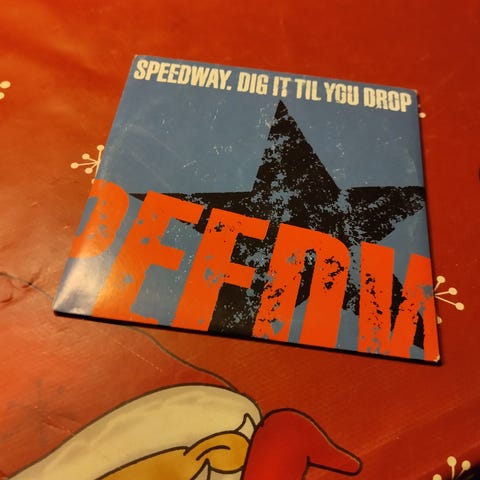 SPEEDWAY. DIG IT TIL YOU DROP
PEEDW